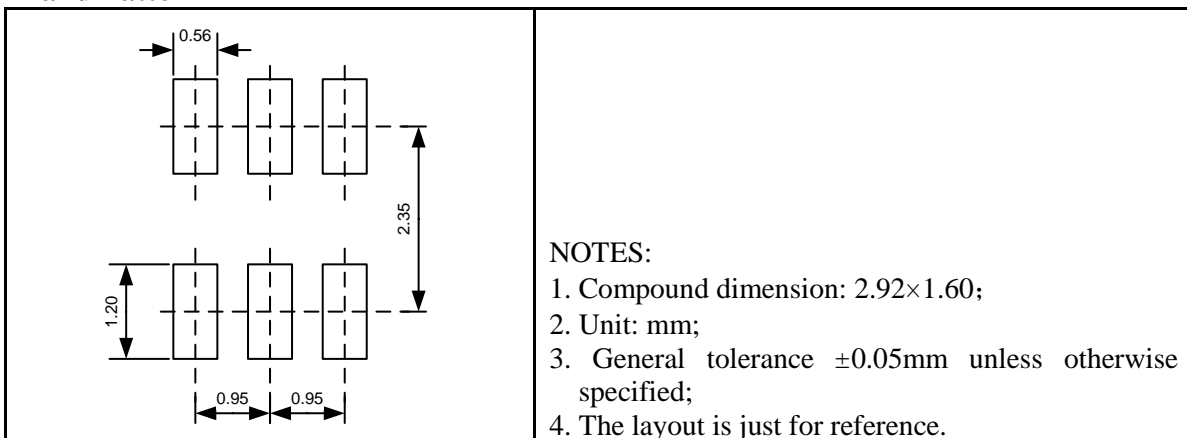 0.56
2.35
1.20
0.95 0.95
NOTES:
1. Compound dimension: 2.92×1.60；
2. Unit: mm;
3. General tolerance ±0.05mm unless otherwise
specified;
4. The layout is just for reference.